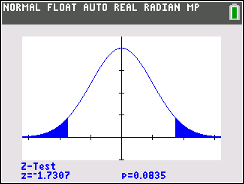 NORMAL FLOAT AUTO REAL RADIAN MP
Z-Test
z=-1.7307 p=0.0835